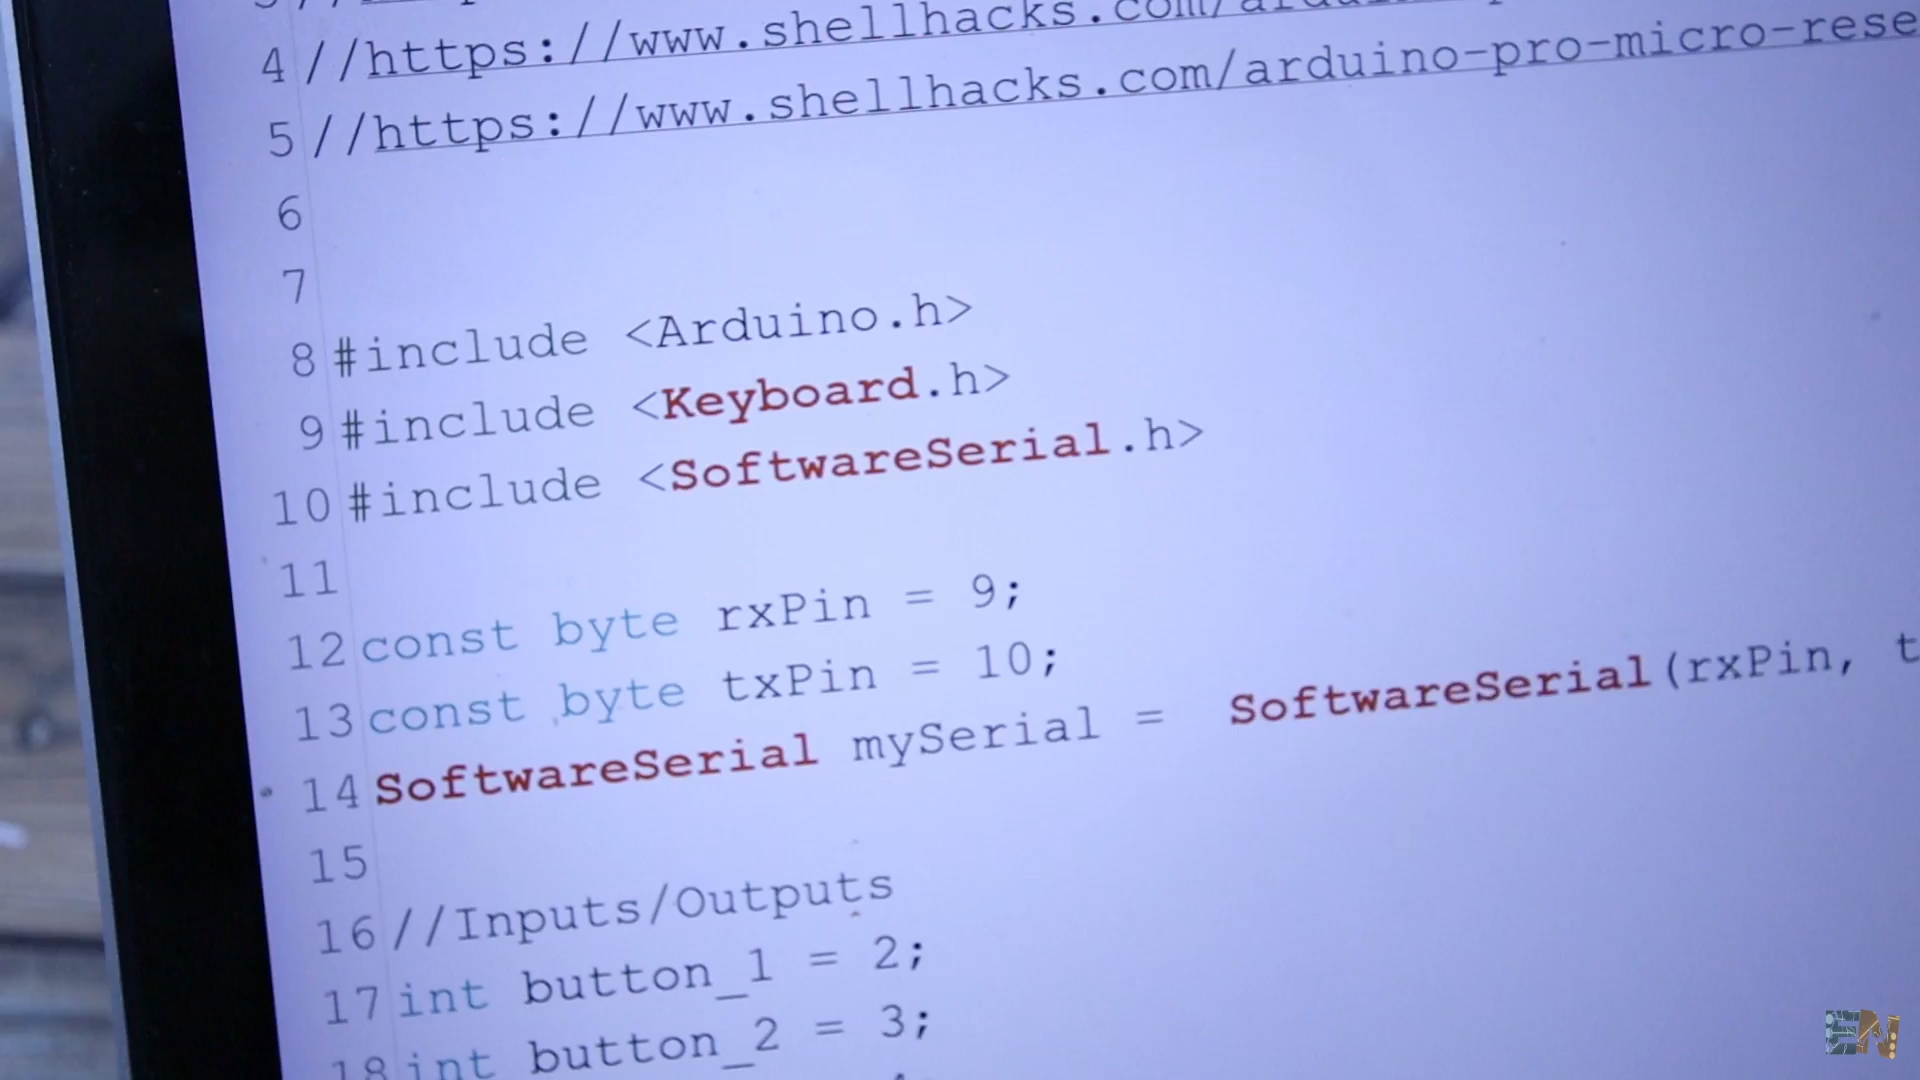 4 //https://www.shellhacks.com/
5 //https://www.shellhacks.com/arduino-pro-micro-rese
6
7
8 #include <Arduino.h>
9 #include <Keyboard.h>
10 #include <SoftwareSerial.h>
11
12 const byte rxPin = 9;
13 const byte txPin = 10;
14 SoftwareSerial mySerial =  SoftwareSerial(rxPin, t
15
16 //Inputs/Outputs
17 int button_1 = 2;
18 int button_2 = 3;
EN